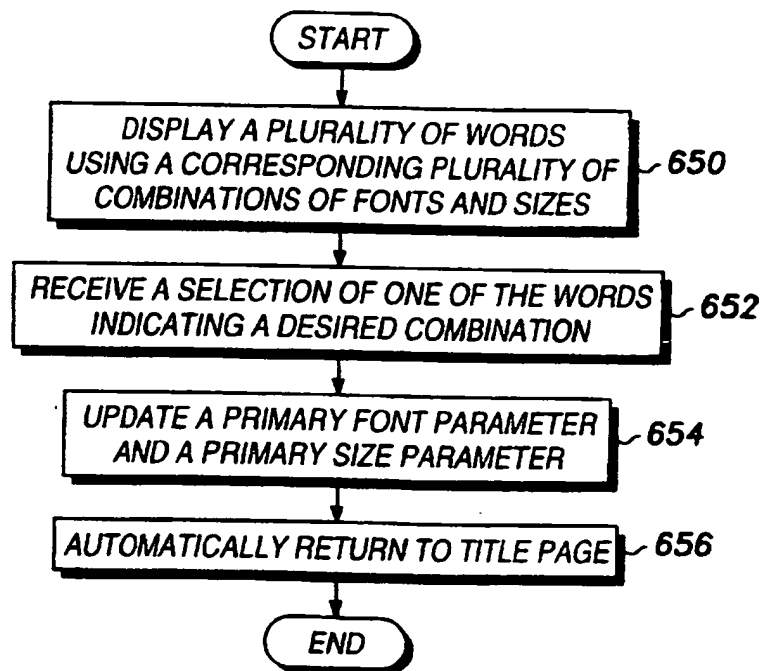 START
DISPLAY A PLURALITY OF WORDS
USING A CORRESPONDING PLURALITY OF
COMBINATIONS OF FONTS AND SIZES
650
RECEIVE A SELECTION OF ONE OF THE WORDS
INDICATING A DESIRED COMBINATION
652
UPDATE A PRIMARY FONT PARAMETER
AND A PRIMARY SIZE PARAMETER
654
AUTOMATICALLY RETURN TO TITLE PAGE
656
END